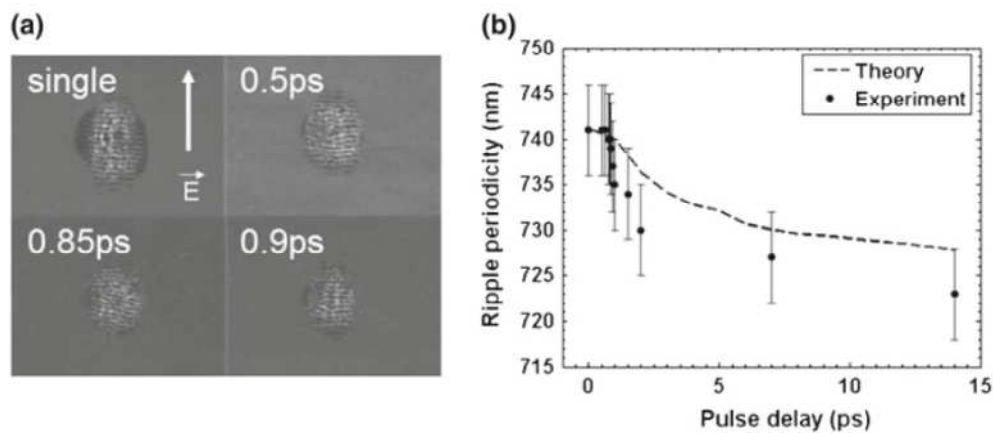 (a)
single
0.5ps
E
0.85ps
0.9ps
(b)
Ripple periodicity (nm)
750
745
740
735
730
725
720
715
Theory
Experiment
0
5
10
15
Pulse delay (ps)